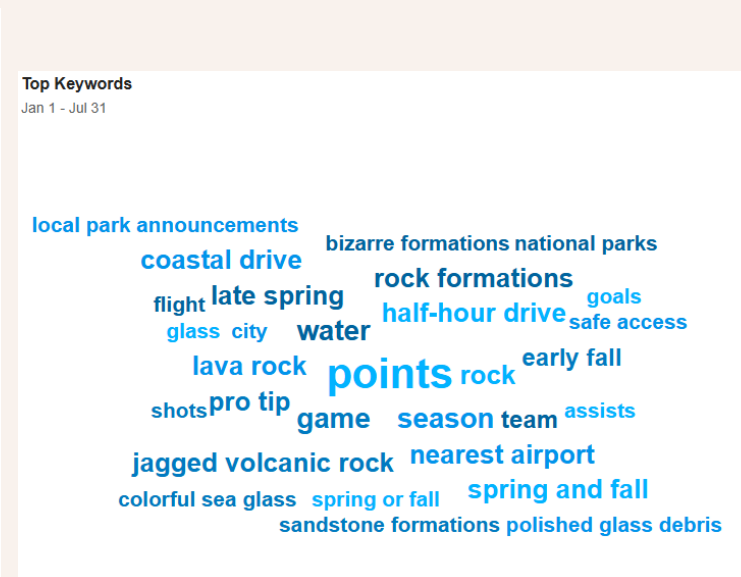 Top Keywords
Jan 1 - Jul 31
local park announcements
bizarre formations national parks
coastal drive
rock formations
flight late spring
goals
half-hour drive safe access
glass city water
early fall
lava rock points rock
shots pro tip
game season team assists
jagged volcanic rock nearest airport
colorful sea glass spring or fall spring and fall
sandstone formations polished glass debris